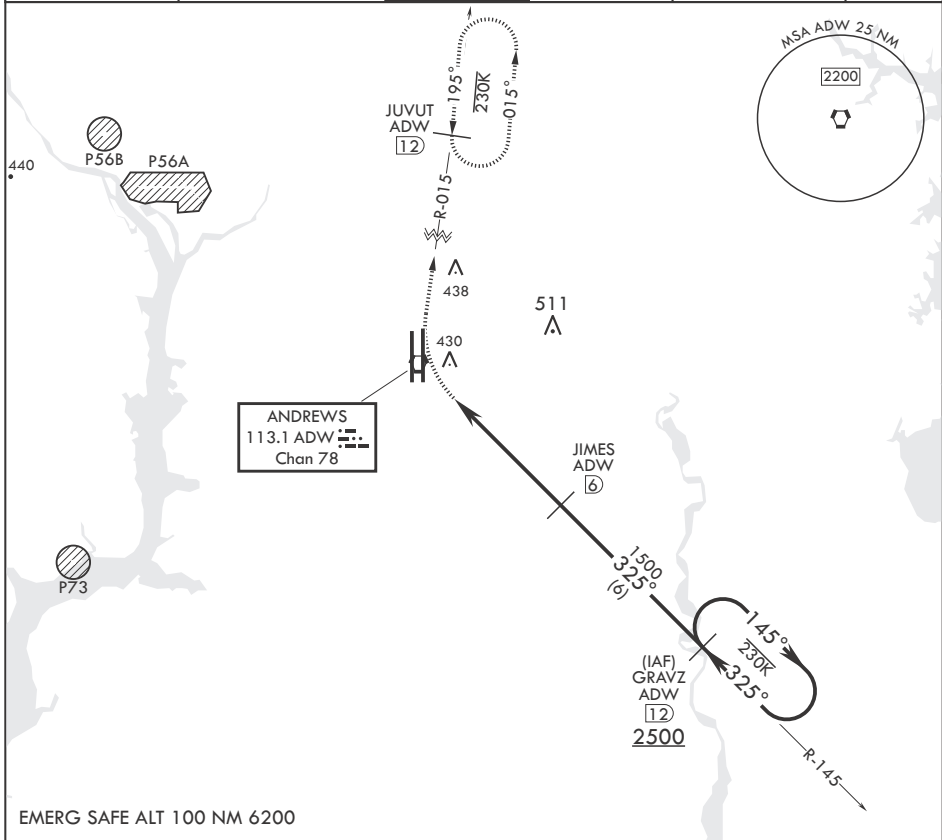 MSA ADW 25 NM
2200
195°
230K
015°
JUVUT
ADW
12
P56B
P56A
440
R-015
438
511
430
ANDREWS
113.1 ADW
Chan 78
JIMES
ADW
6
1500
325°
(6)
P73
145°
230K
325°
(IAF)
GRAVZ
ADW
12
2500
R-145
EMERG SAFE ALT 100 NM 6200